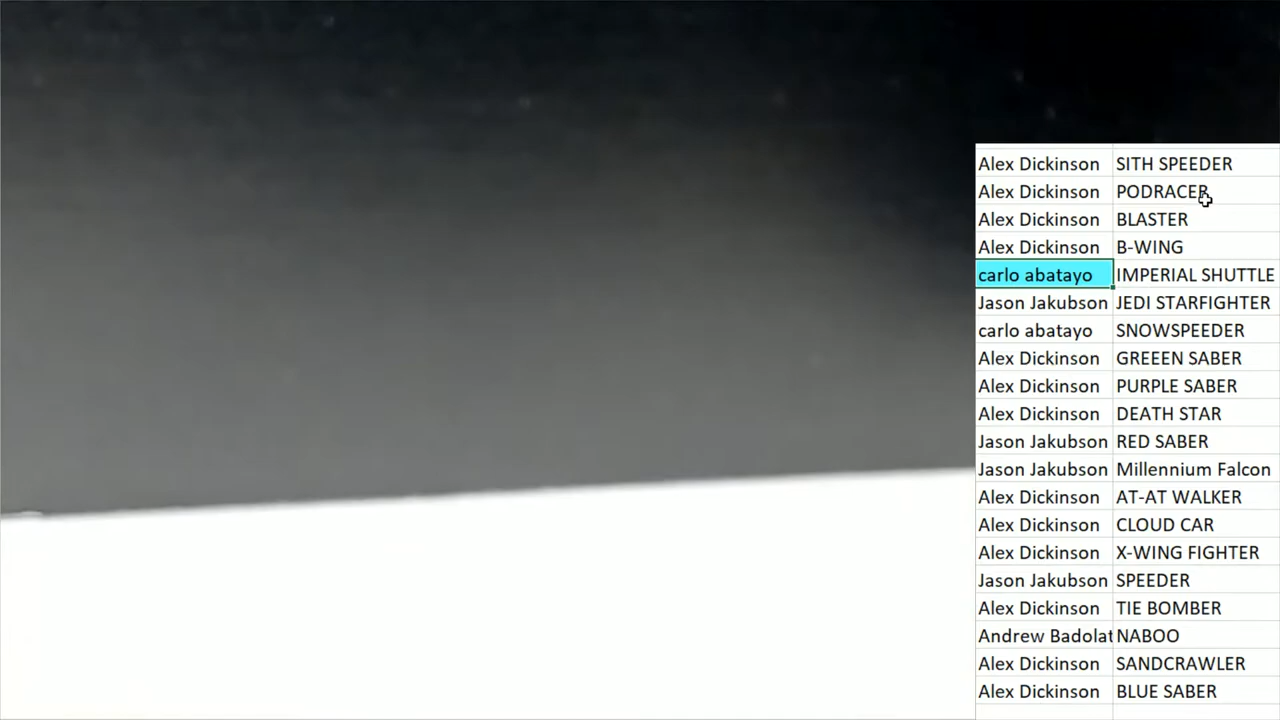 Alex Dickinson SITH SPEEDER
Alex Dickinson PODRACER
Alex Dickinson BLASTER
Alex Dickinson B-WING
carlo abatayo IMPERIAL SHUTTLE
Jason Jakubson JEDI STARFIGHTER
carlo abatayo SNOWSPEEDER
Alex Dickinson GREEEN SABER
Alex Dickinson PURPLE SABER
Alex Dickinson DEATH STAR
Jason Jakubson RED SABER
Jason Jakubson Millennium Falcon
Alex Dickinson AT-AT WALKER
Alex Dickinson CLOUD CAR
Alex Dickinson X-WING FIGHTER
Jason Jakubson SPEEDER
Alex Dickinson TIE BOMBER
Andrew Badolat NABOO
Alex Dickinson SANDCRAWLER
Alex Dickinson BLUE SABER